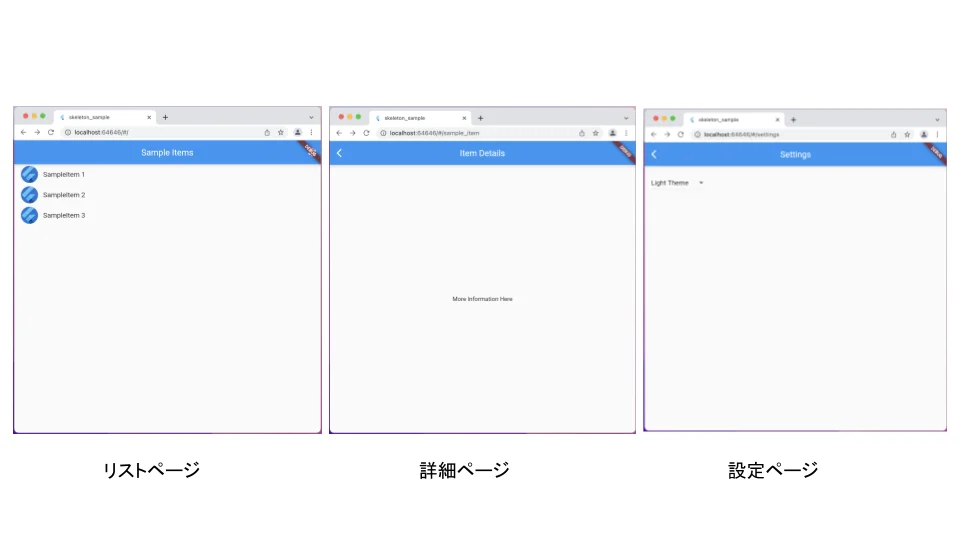 skeleton_sample
localhost:64646/#/
Sample Items
DEBUG
SampleItem 1
SampleItem 2
SampleItem 3
リストページ
skeleton_sample
localhost:64646/#/sample_item
Item Details
DEBUG
More Information Here
詳細ページ
skeleton_sample
localhost:64646/#/settings
Settings
DEBUG
Light Theme
設定ページ